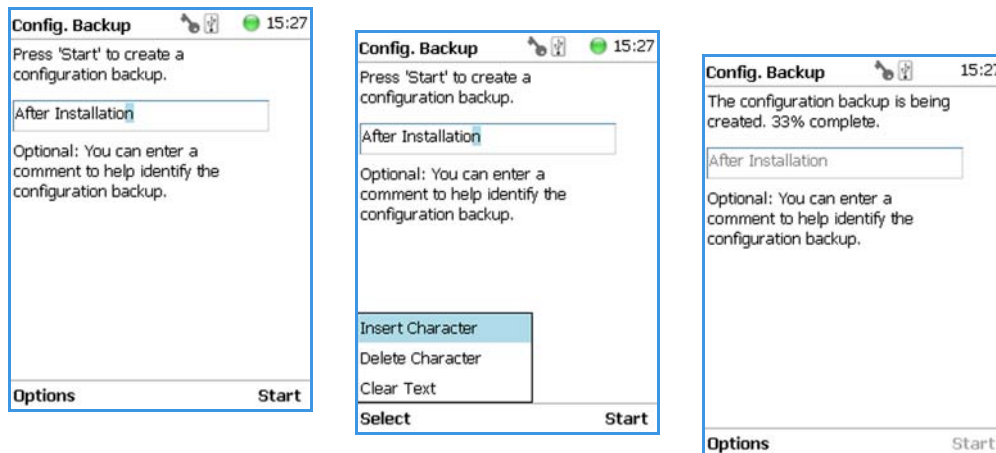 Config. Backup 15:27
Press 'Start' to create a
configuration backup.
After Installation
Optional: You can enter a
comment to help identify the
configuration backup.
Options Start
Config. Backup 15:27
Press 'Start' to create a
configuration backup.
After Installation
Optional: You can enter a
comment to help identify the
configuration backup.
Insert Character
Delete Character
Clear Text
Select Start
Config. Backup 15:27
The configuration backup is being
created. 33% complete.
After Installation
Optional: You can enter a
comment to help identify the
configuration backup.
Options Start